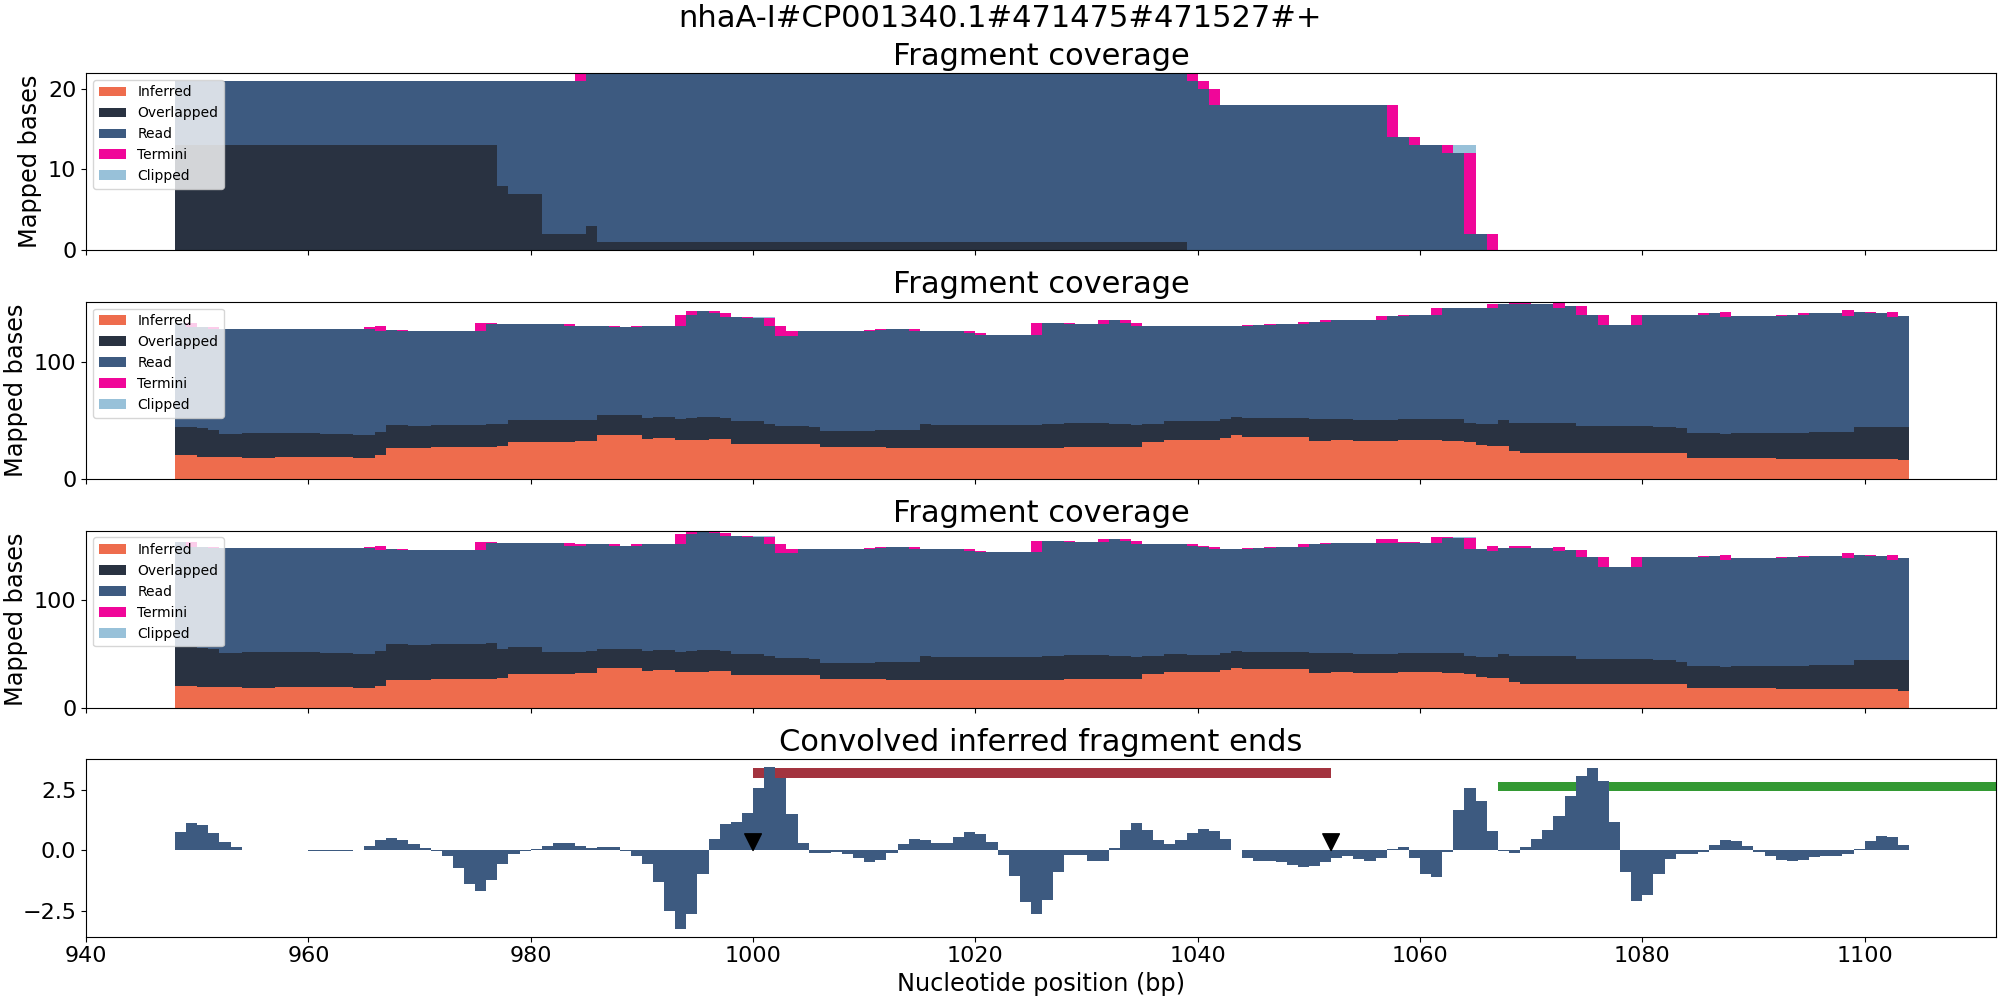 nhaA-I#CP001340.1#471475#471527#+
Fragment coverage
Mapped bases
20
10
0
Inferred
Overlapped
Read
Termini
Clipped
Fragment coverage
Mapped bases
100
0
Inferred
Overlapped
Read
Termini
Clipped
Fragment coverage
Mapped bases
100
0
Inferred
Overlapped
Read
Termini
Clipped
Convolved inferred fragment ends
2.5
0.0
−2.5
940 960 980 1000 1020 1040 1060 1080 1100
Nucleotide position (bp)